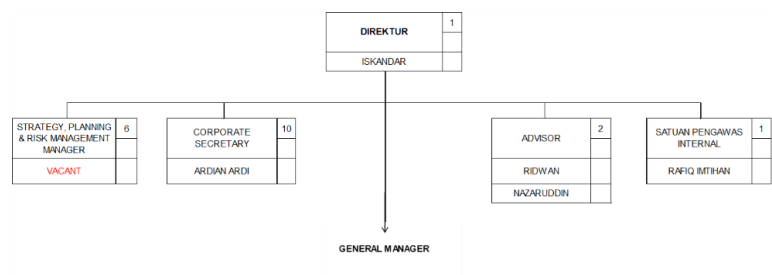 DIREKTUR
1
ISKANDAR
STRATEGY, PLANNING
& RISK MANAGEMENT
MANAGER
6
VACANT
CORPORATE
SECRETARY
10
ARDIAN ARDI
ADVISOR
2
RIDWAN
NAZARUDDIN
SATUAN PENGAWAS
INTERNAL
1
RAFIQ IMTIHAN
GENERAL MANAGER